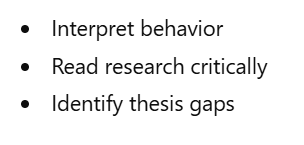 • Interpret behavior
• Read research critically
• Identify thesis gaps